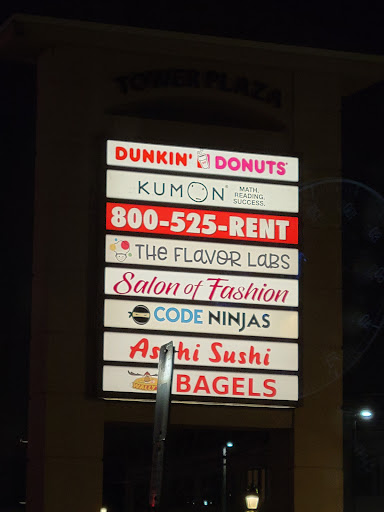 TOWER PLAZA
DUNKIN' DONUTS
KUMON MATH.
READING.
SUCCESS.
800-525-RENT
THE FLAVOR LABS
Salon of Fashion
CODE NINJAS
Asahi Sushi
BAGELS